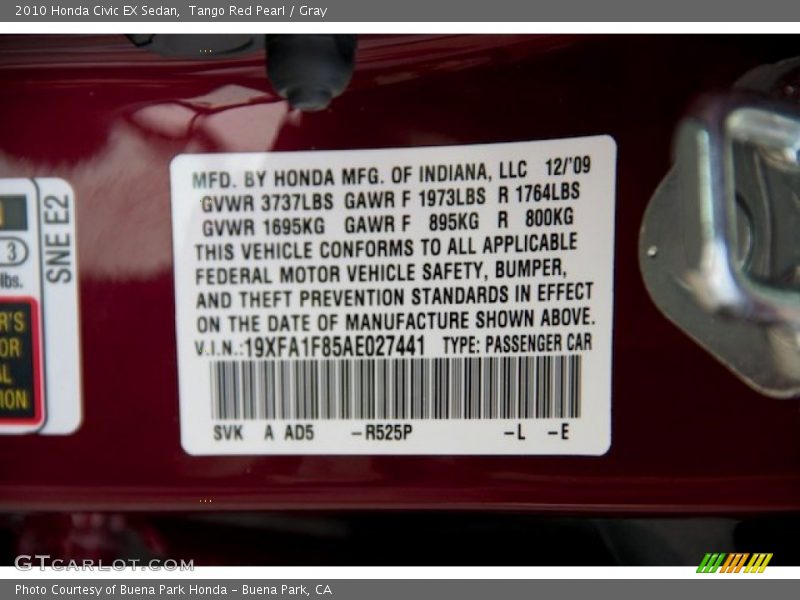 2010 Honda Civic EX Sedan, Tango Red Pearl / Gray
MFD. BY HONDA MFG. OF INDIANA, LLC 12/'09
GVWR 3737LBS GAWR F 1973LBS R 1764LBS
GVWR 1695KG GAWR F 895KG R 800KG
THIS VEHICLE CONFORMS TO ALL APPLICABLE
FEDERAL MOTOR VEHICLE SAFETY, BUMPER,
AND THEFT PREVENTION STANDARDS IN EFFECT
ON THE DATE OF MANUFACTURE SHOWN ABOVE.
V.I.N.:19XFA1F85AE027441 TYPE: PASSENGER CAR
SVK A AD5 -R525P -L -E
SNE E2
3
lbs.
GTCARLOT.COM
Photo Courtesy of Buena Park Honda - Buena Park, CA